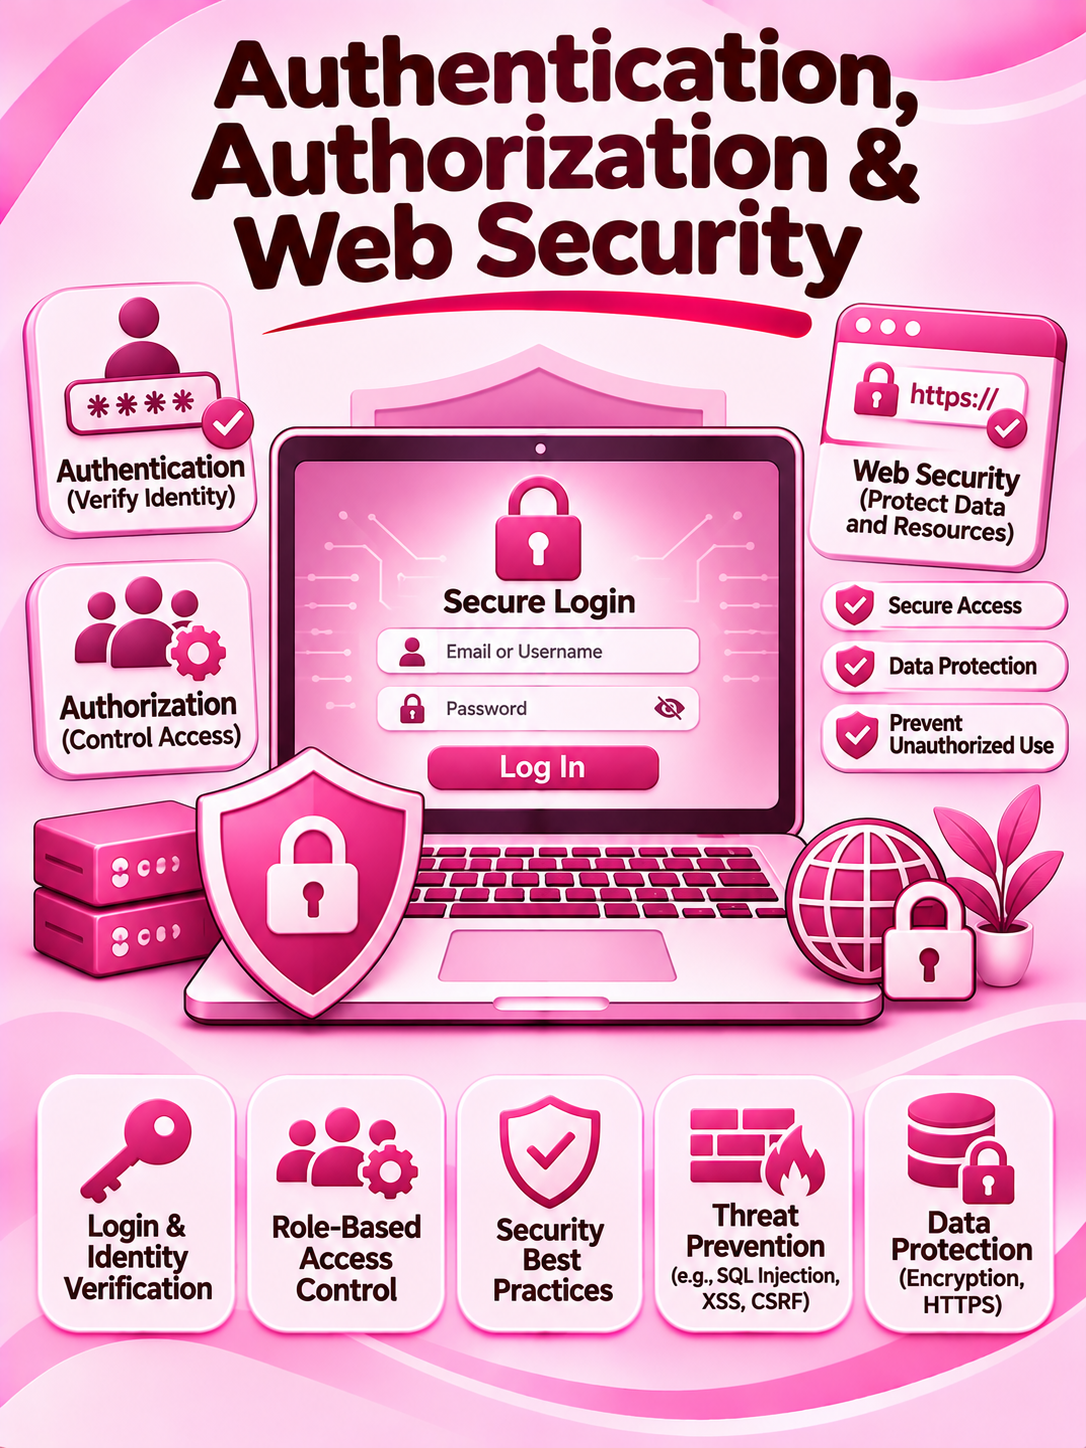 Authentication,
Authorization &
Web Security
****
Authentication
(Verify Identity)
Authorization
(Control Access)
Secure Login
Email or Username
Password
Log In
https://
Web Security
(Protect Data
and Resources)
Secure Access
Data Protection
Prevent
Unauthorized Use
Login &
Identity
Verification
Role-Based
Access
Control
Security
Best
Practices
Threat
Prevention
(e.g., SQL Injection,
XSS, CSRF)
Data
Protection
(Encryption,
HTTPS)